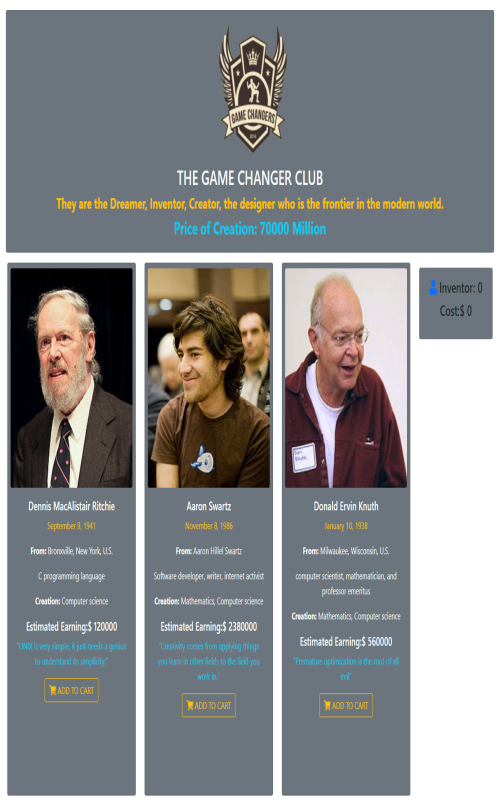 GAME CHANGERS
THE GAME CHANGER CLUB
They are the Dreamer, Inventor, Creator, the designer who is the frontier in the modern world.
Price of Creation: 70000 Million
Dennis MacAlistair Ritchie
September 9, 1941
From: Bronxville, New York, U.S.
C programming language
Creation: Computer science
Estimated Earning:$ 120000
"UNIX is very simple, it just needs a genius
to understand its simplicity."
ADD TO CART
Aaron Swartz
November 8, 1986
From: Aaron Hillel Swartz
Software developer, writer, internet activist
Creation: Mathematics, Computer science
Estimated Earning:$ 2380000
"Creativity comes from applying things
you learn in other fields to the field you
work in."
ADD TO CART
Donald Ervin Knuth
January 10, 1938
From: Milwaukee, Wisconsin, U.S.
computer scientist, mathematician, and
professor emeritus
Creation: Mathematics, Computer science
Estimated Earning:$ 560000
"Premature optimization is the root of all
evil"
ADD TO CART
Inventor: 0
Cost:$ 0